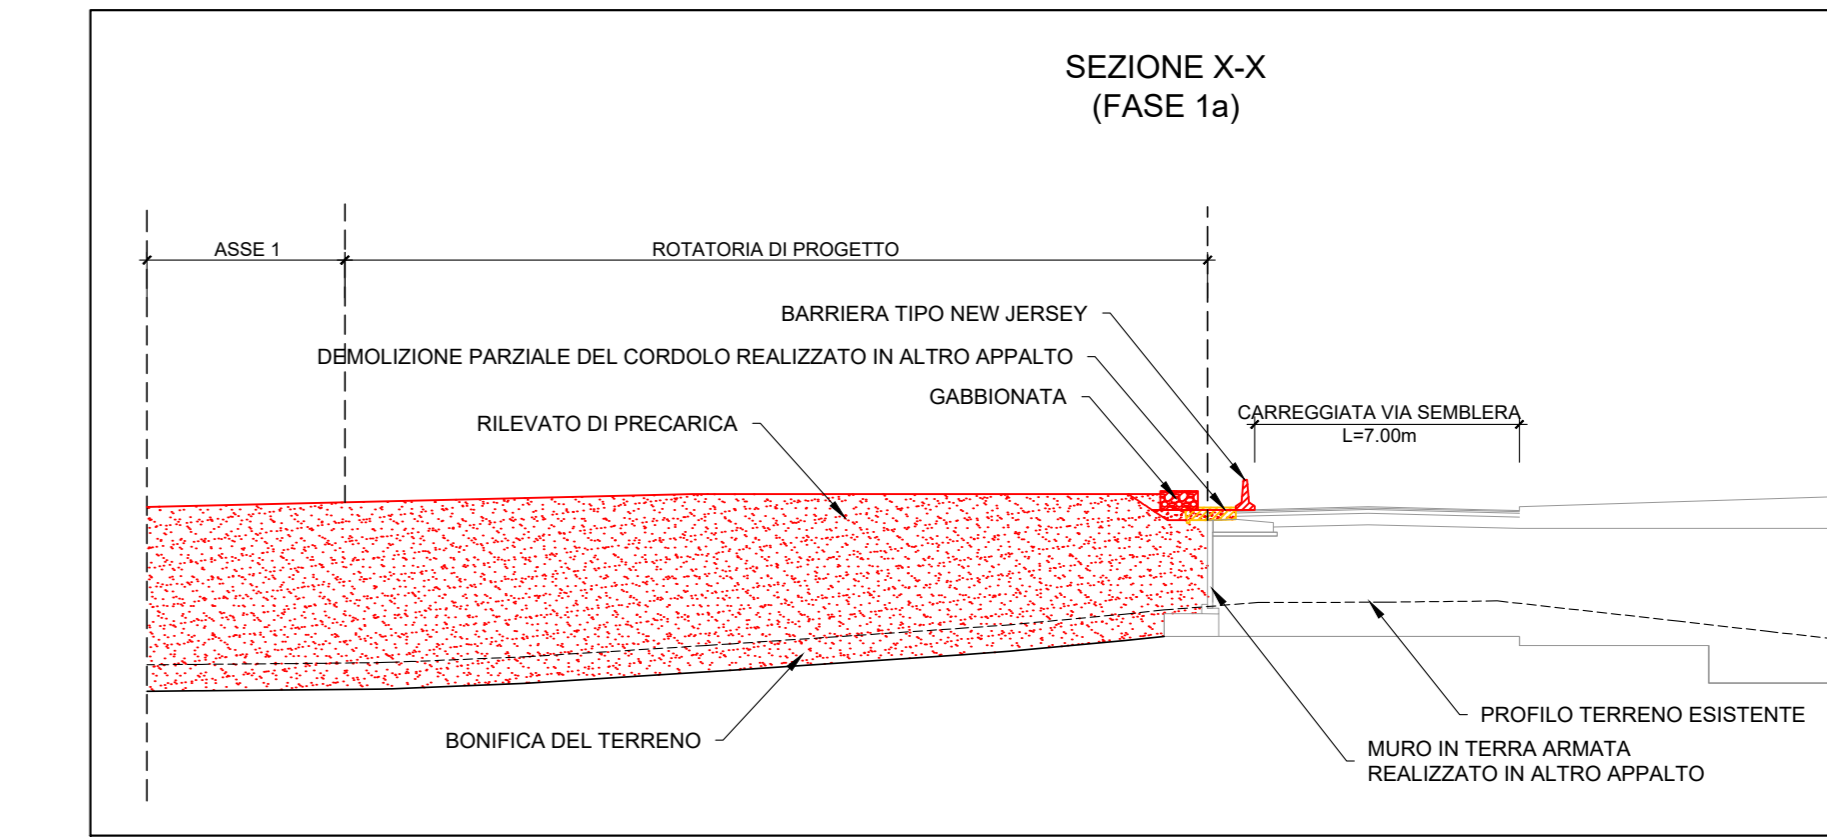 SEZIONE X-X
(FASE 1a)
ASSE 1
ROTATORIA DI PROGETTO
BARRIERA TIPO NEW JERSEY
DEMOLIZIONE PARZIALE DEL CORDOLO REALIZZATO IN ALTRO APPALTO
GABBIONATA
RILEVATO DI PRECARICA
CARREGGIATA VIA SEMBLERA
L=7.00m
PROFILO TERRENO ESISTENTE
BONIFICA DEL TERRENO
MURO IN TERRA ARMATA
REALIZZATO IN ALTRO APPALTO